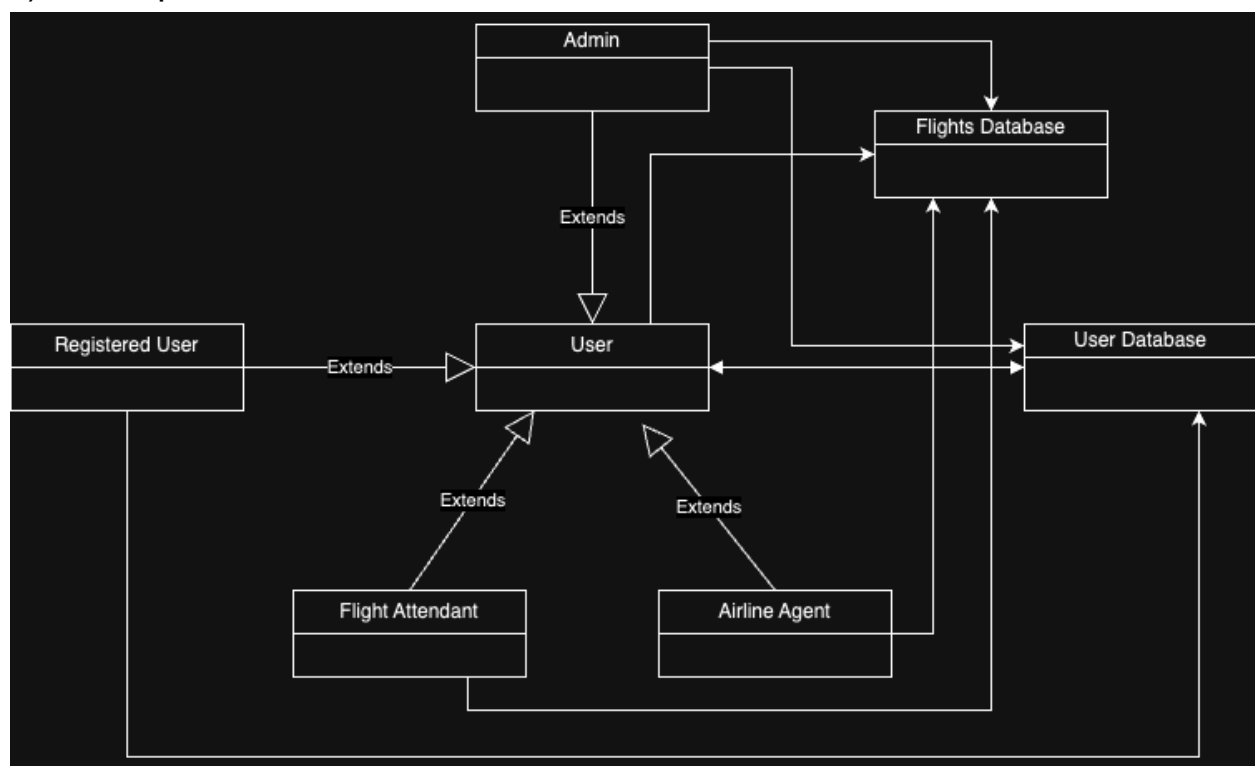 Admin
Flights Database
Extends
Registered User
User
User Database
Extends
Extends
Extends
Flight Attendant
Airline Agent